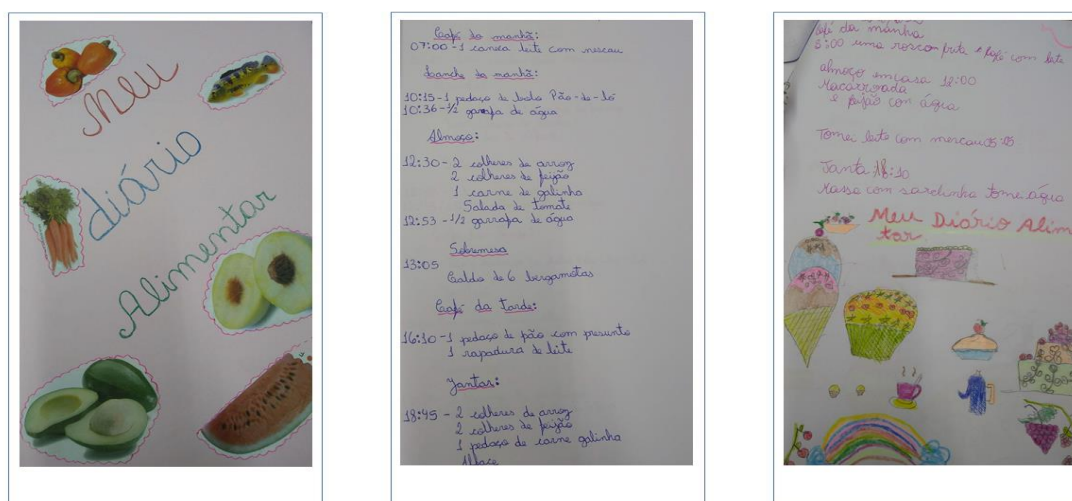 Meu
diário
Alimentar
Café da manhã:
07:00 - 1 caneca leite com nescau
Lanche da manhã:
10:15 - 1 pedaço de bolo Pão-de-ló
10:36 - 1/2 garrafa de água
Almoço:
12:30 - 2 colheres de arroz
2 colheres de feijão
1 carne de galinha
Salada de tomate
12:53 - 1/2 garrafa de água
Sobremesa
13:05
Caldo de 6 bergamotas
Café da tarde:
16:10 - 1 pedaço de pão com presunto
1 rapadura de leite
Jantar:
18:45 - 2 colheres de arroz
2 colheres de feijão
1 pedaço de carne galinha
Alface
Café da manhã
8:00 uma rosca frita e café com leite
almoço em casa 12:00
Macarronada
e feijão con água
Tomei leite com
Janta 18:30
Massa com sardinha tome água
Meu Diário Alimen
tar